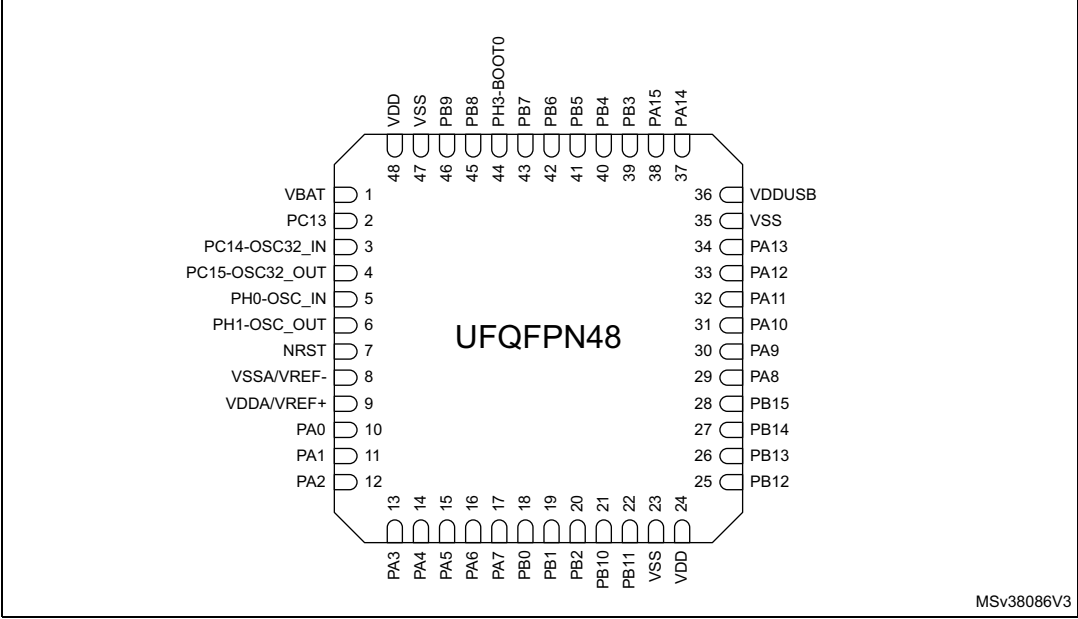 VDD
VSS
PB9
PB8
PH3-BOOT0
PB7
PB6
PB5
PB4
PB3
PA15
PA14
48
47
46
45
44
43
42
41
40
39
38
37
VBAT 1
PC13 2
PC14-OSC32_IN 3
PC15-OSC32_OUT 4
PH0-OSC_IN 5
PH1-OSC_OUT 6
NRST 7
VSSA/VREF- 8
VDDA/VREF+ 9
PA0 10
PA1 11
PA2 12
UFQFPN48
36 VDDUSB
35 VSS
34 PA13
33 PA12
32 PA11
31 PA10
30 PA9
29 PA8
28 PB15
27 PB14
26 PB13
25 PB12
13
14
15
16
17
18
19
20
21
22
23
24
PA3
PA4
PA5
PA6
PA7
PB0
PB1
PB2
PB10
PB11
VSS
VDD
MSv38086V3